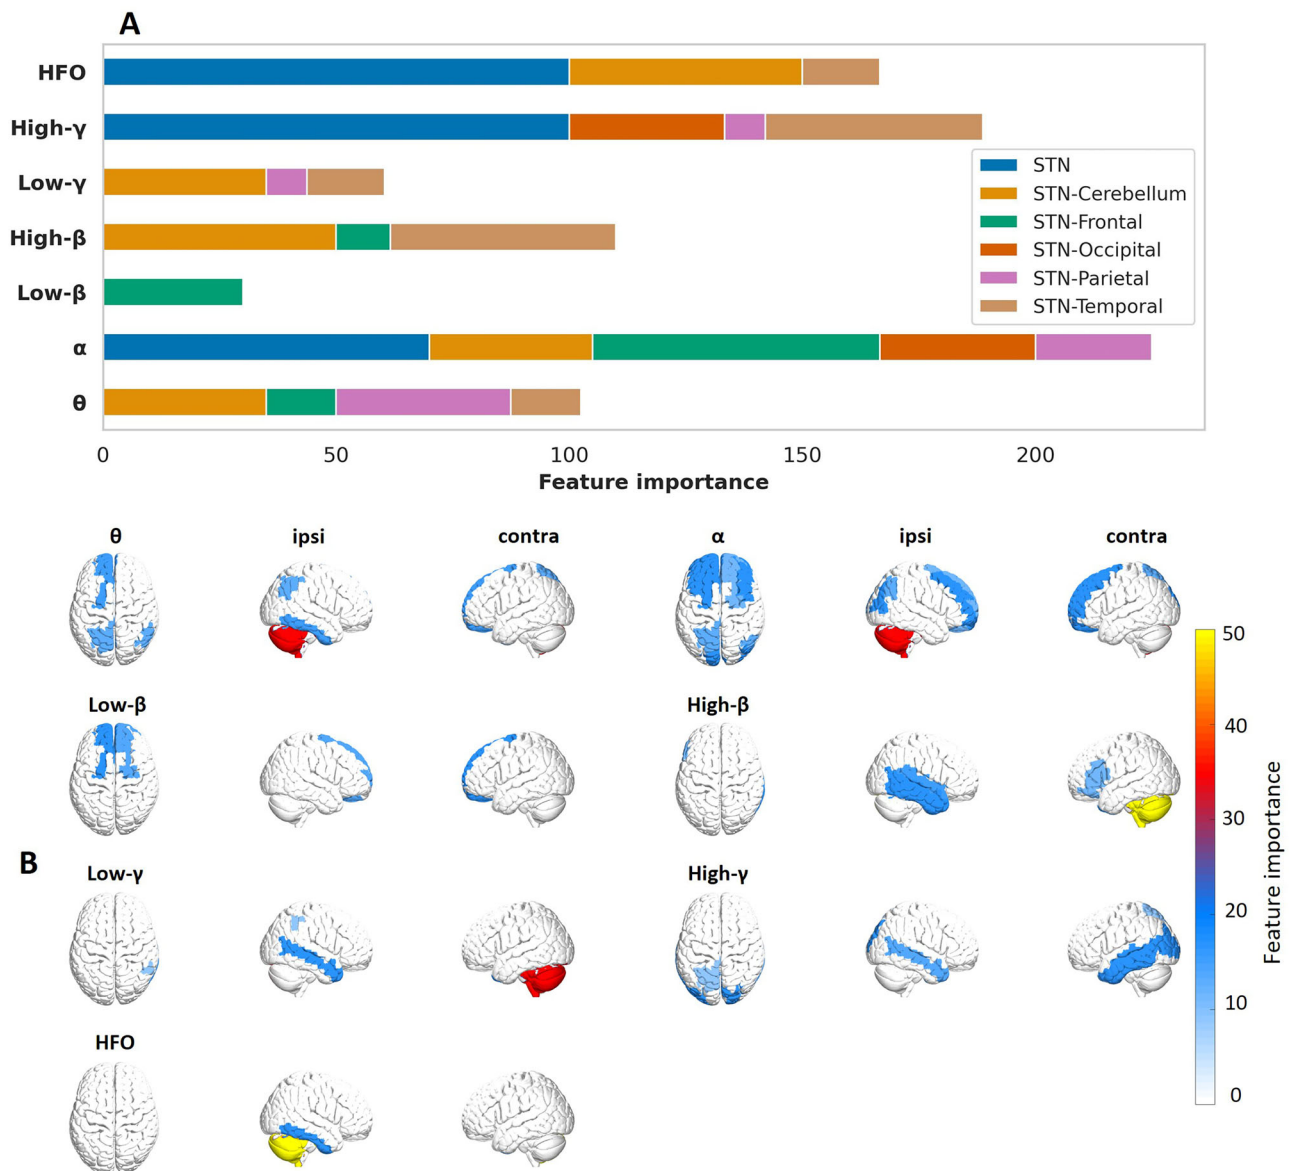 A
HFO
High-γ
Low-γ
High-β
Low-β
α
θ
STN
STN-Cerebellum
STN-Frontal
STN-Occipital
STN-Parietal
STN-Temporal
0 50 100 150 200
Feature importance
θ ipsi contra α ipsi contra
Low-β High-β
B
Low-γ High-γ
HFO
50
40
30
20
10
0
Feature importance